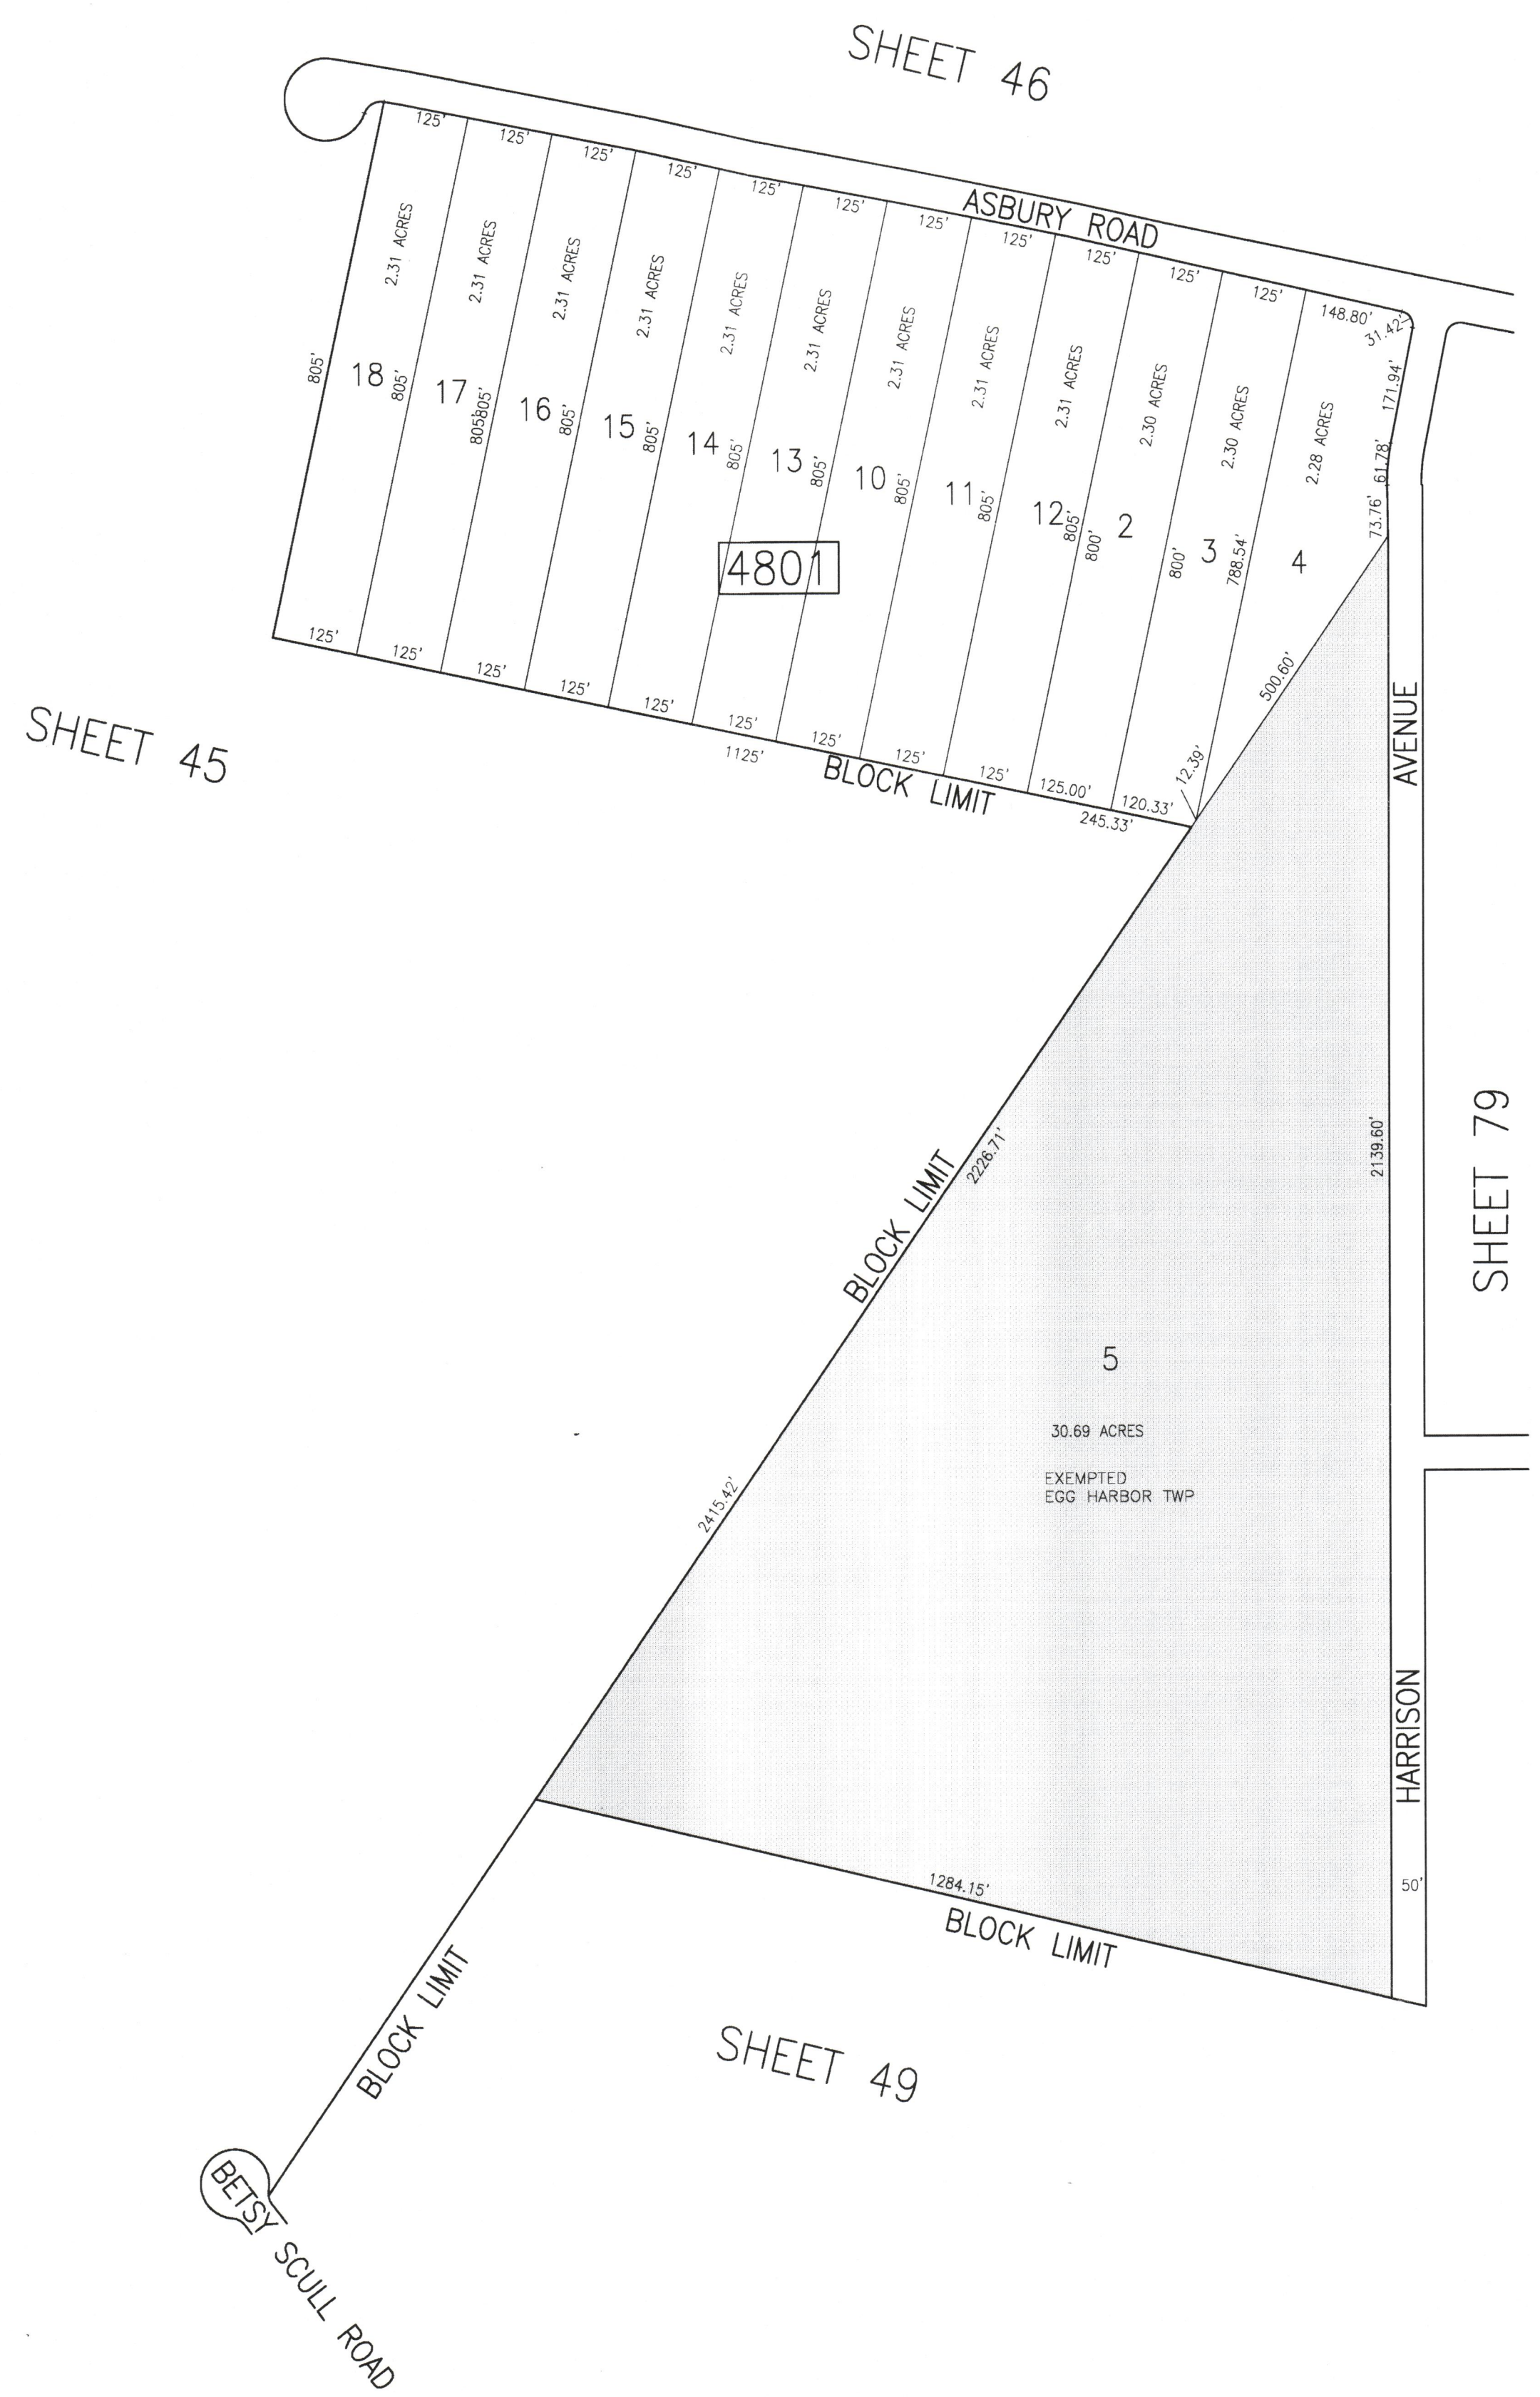 SHEET 46
125'
125'
125'
125'
125'
125'
125'
125'
125'
125'
125'
148.80'
31.42'
ASBURY ROAD
2.31 ACRES
2.31 ACRES
2.31 ACRES
2.31 ACRES
2.31 ACRES
2.31 ACRES
2.31 ACRES
2.31 ACRES
2.31 ACRES
2.30 ACRES
2.30 ACRES
2.28 ACRES
171.94'
61.78'
73.76'
805'
18
805'
17
805'
805'
16
805'
15
805'
14
805'
13
805'
10
805'
11
805'
12
805'
800'
2
800'
3
788.54'
4
4801
500.60'
125'
125'
125'
125'
125'
125'
125'
125'
125'
125.00'
120.33'
12.39'
1125'
245.33'
BLOCK LIMIT
SHEET 45
AVENUE
SHEET 79
2139.60'
2226.71'
BLOCK LIMIT
5
30.69 ACRES
EXEMPTED
EGG HARBOR TWP
2415.42'
HARRISON
50'
1284.15'
BLOCK LIMIT
BLOCK LIMIT
SHEET 49
BETSY SCULL ROAD